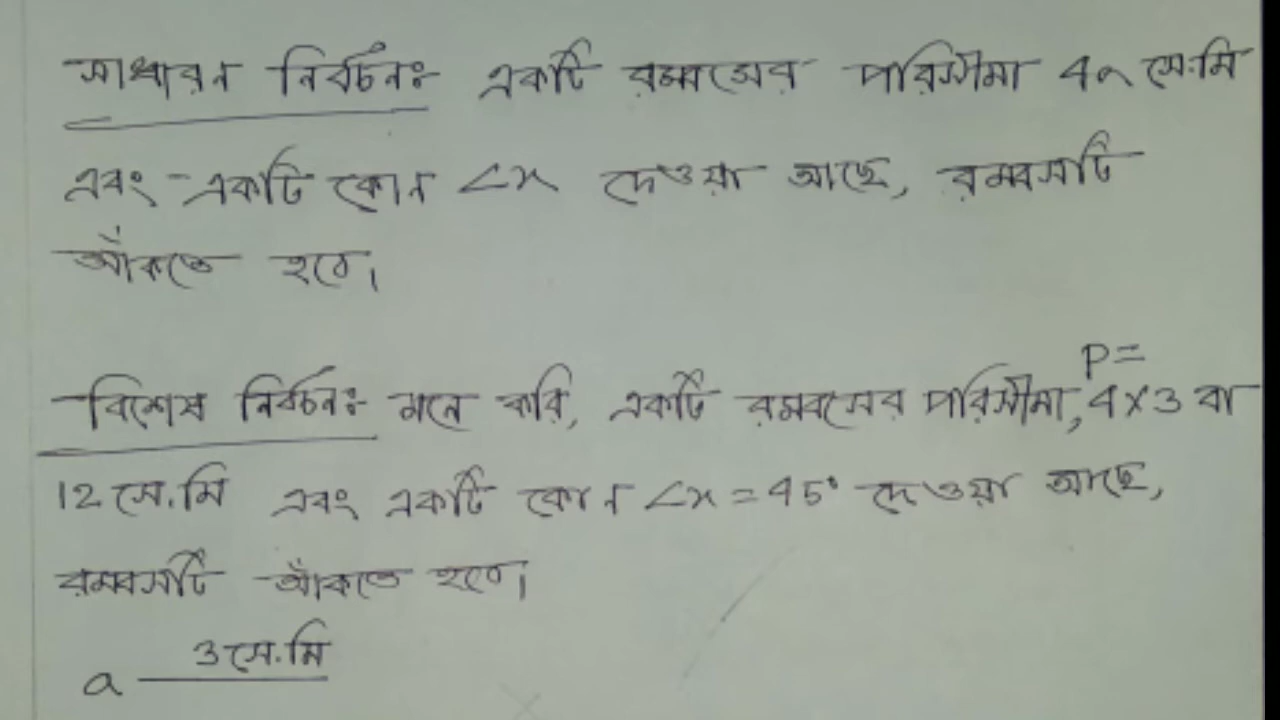 সাধারন নির্বচনঃ একটি রম্বসের পরিসীমা 4a সে.মি
এবং একটি কোন ∠x দেওয়া আছে, রম্বসটি
আঁকতে হবে।
P=
বিশেষ নির্বচনঃ মনে করি, একটি রম্বসের পরিসীমা, 4×3 বা
12 সে.মি এবং একটি কোন ∠x = 45° দেওয়া আছে,
রম্বসটি আঁকতে হবে।
3 সে.মি
a